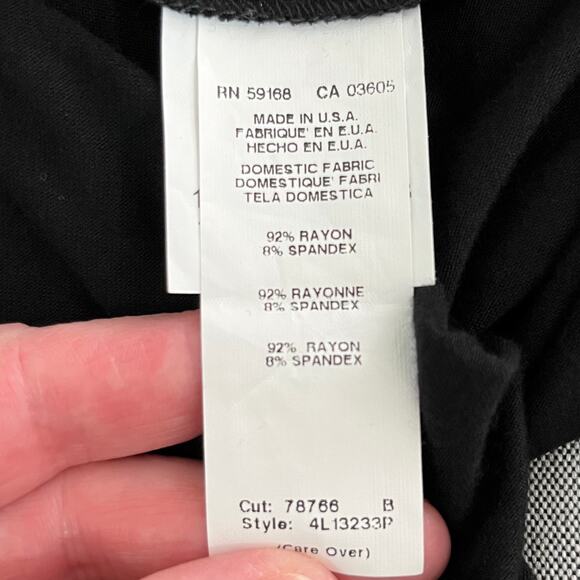 RN 59168 CA 03605
MADE IN U.S.A.
FABRIQUE' EN E.U.A.
HECHO EN E.U.A.
DOMESTIC FABRIC
DOMESTIQUE' FABRI
TELA DOMESTICA
92% RAYON
8% SPANDEX
92% RAYONNE
8% SPANDEX
92% RAYON
8% SPANDEX
Cut: 78766 B
Style: 4L13233P
(Care Over)